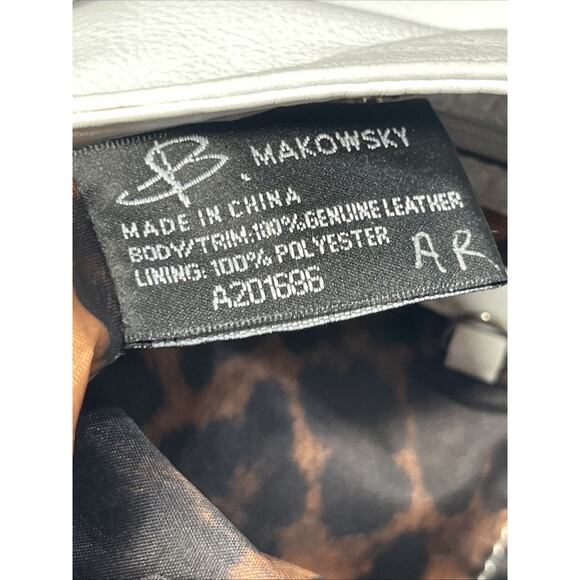 B. MAKOWSKY
MADE IN CHINA
BODY/TRIM:100%GENUINE LEATHER
LINING: 100% POLYESTER
A201686
AR